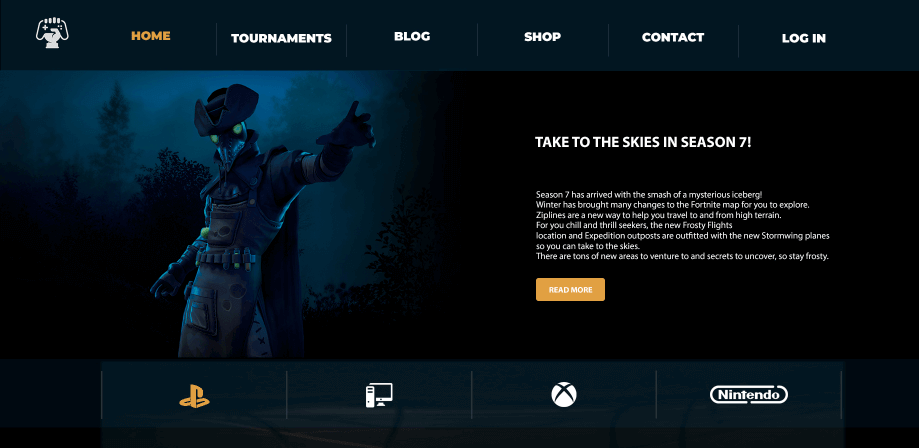 HOME
TOURNAMENTS
BLOG
SHOP
CONTACT
LOG IN
TAKE TO THE SKIES IN SEASON 7!
Season 7 has arrived with the smash of a mysterious iceberg!
Winter has brought many changes to the Fortnite map for you to explore.
Ziplines are a new way to help you travel to and from high terrain.
For you chill and thrill seekers, the new Frosty Flights
location and Expedition outposts are outfitted with the new Stormwing planes
so you can take to the skies.
There are tons of new areas to venture to and secrets to uncover, so stay frosty.
READ MORE
Nintendo